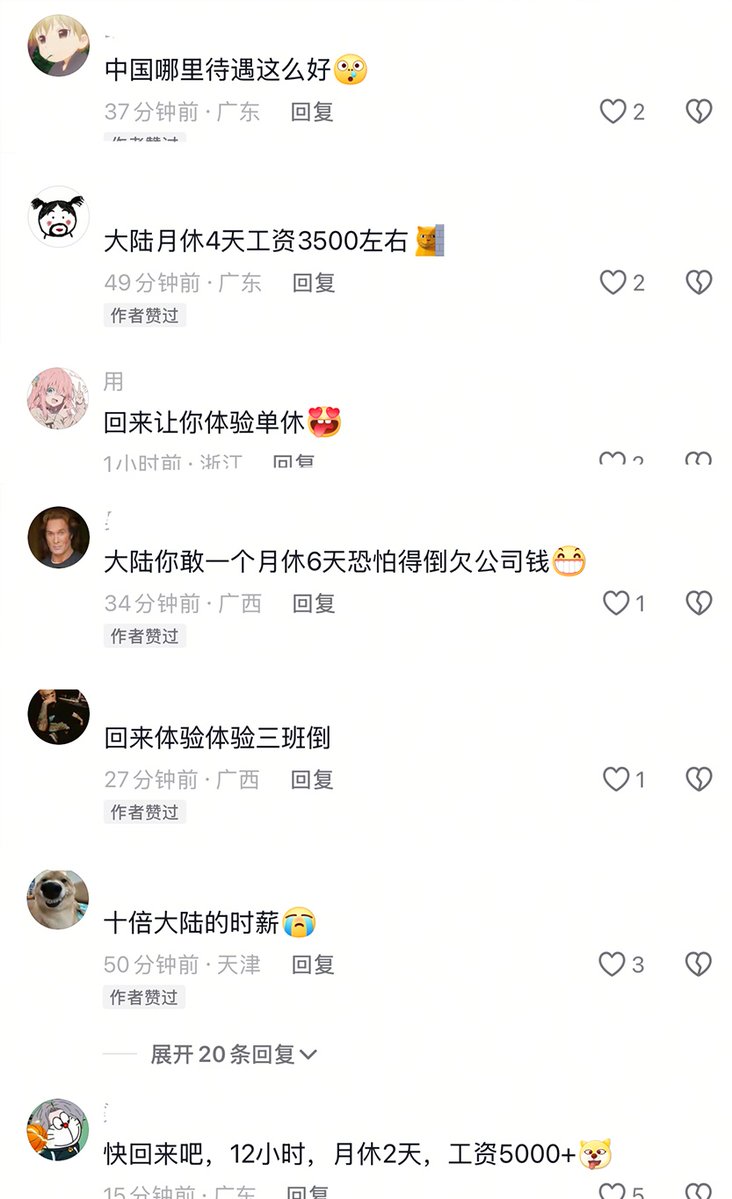 中国哪里待遇这么好
37分钟前·广东 回复 2
作者赞过
大陆月休4天工资3500左右
49分钟前·广东 回复 2
作者赞过
用
回来让你体验单休
1小时前·浙江 回复 2
大陆你敢一个月休6天恐怕得倒欠公司钱
34分钟前·广西 回复 1
作者赞过
回来体验体验三班倒
27分钟前·广西 回复 1
作者赞过
十倍大陆的时薪
50分钟前·天津 回复 3
作者赞过
展开20条回复
快回来吧，12小时，月休2天，工资5000+
15分钟前·广东 回复 5